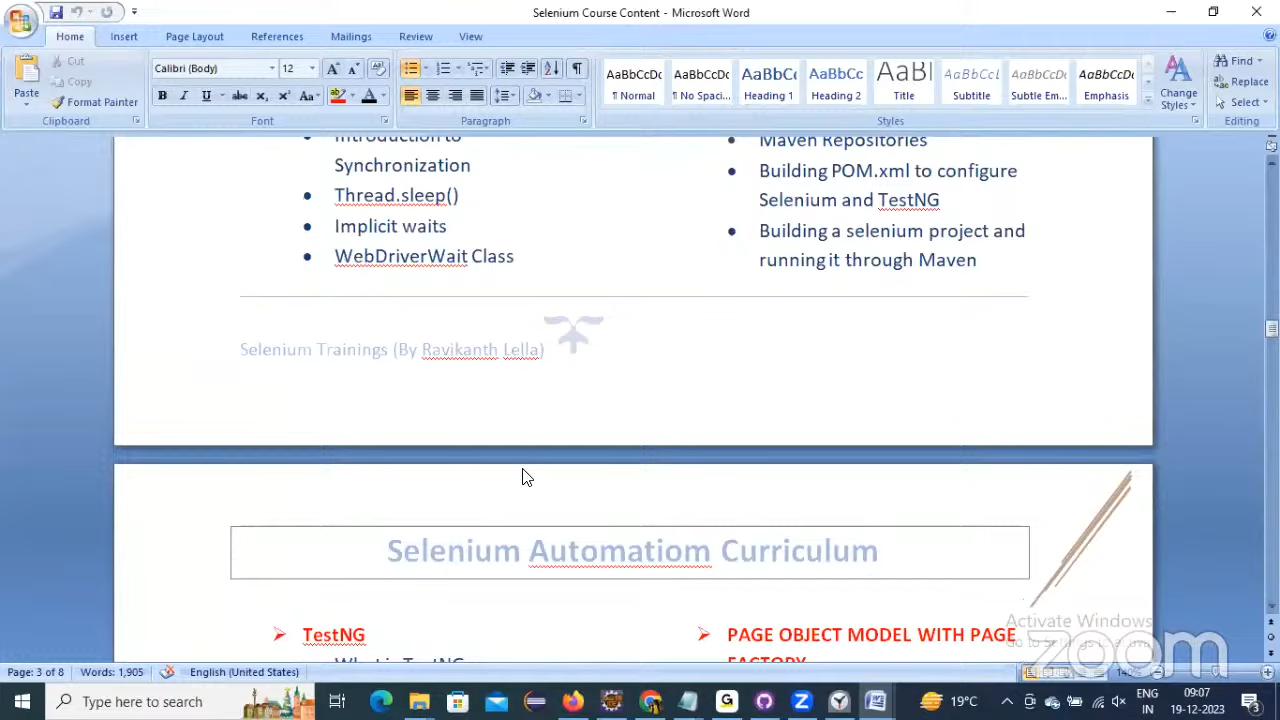 Selenium Course Content - Microsoft Word
Home Insert Page Layout References Mailings Review View
Paste
Cut
Copy
Format Painter
Clipboard
Calibri (Body) 12
Font
Paragraph
AaBbCcDc
¶ Normal
AaBbCcDc
¶ No Spaci...
AaBbCc
Heading 1
AaBbCc
Heading 2
AaBl
Title
AaBbCcL
Subtitle
AaBbCcDc
Subtle Em...
AaBbCcDc
Emphasis
Change
Styles
Styles
Find
Replace
Select
Editing
Introduction to
Synchronization
Thread.sleep()
Implicit waits
WebDriverWait Class
Maven Repositories
Building POM.xml to configure
Selenium and TestNG
Building a selenium project and
running it through Maven
Selenium Trainings (By Ravikanth Lella)
Selenium Automatiom Curriculum
TestNG
What is TestNG
PAGE OBJECT MODEL WITH PAGE
FACTORY
Activate Windows
zoom
Page: 3 of 8 Words: 1,905 English (United States)
Type here to search
19°C
ENG
IN
09:07
19-12-2023